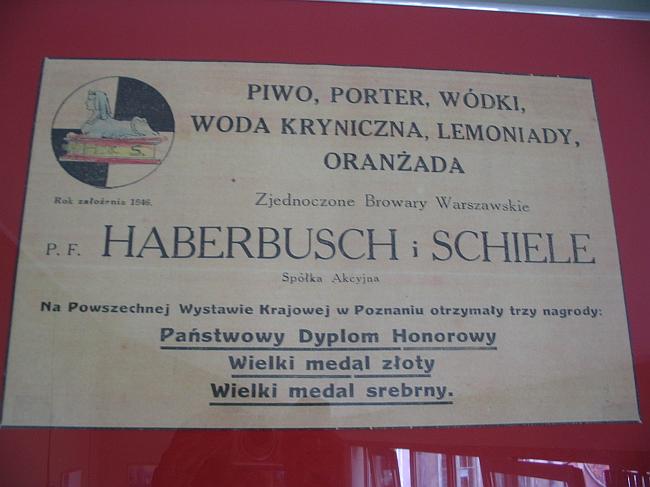 PIWO, PORTER, WÓDKI,
WODA KRYNICZNA, LEMONIADY,
ORANŻADA
H. & S.
Rok założenia 1846.
Zjednoczone Browary Warszawskie
P. F. HABERBUSCH i SCHIELE
Spółka Akcyjna
Na Powszechnej Wystawie Krajowej w Poznaniu otrzymały trzy nagrody:
Państwowy Dyplom Honorowy
Wielki medal złoty
Wielki medal srebrny.